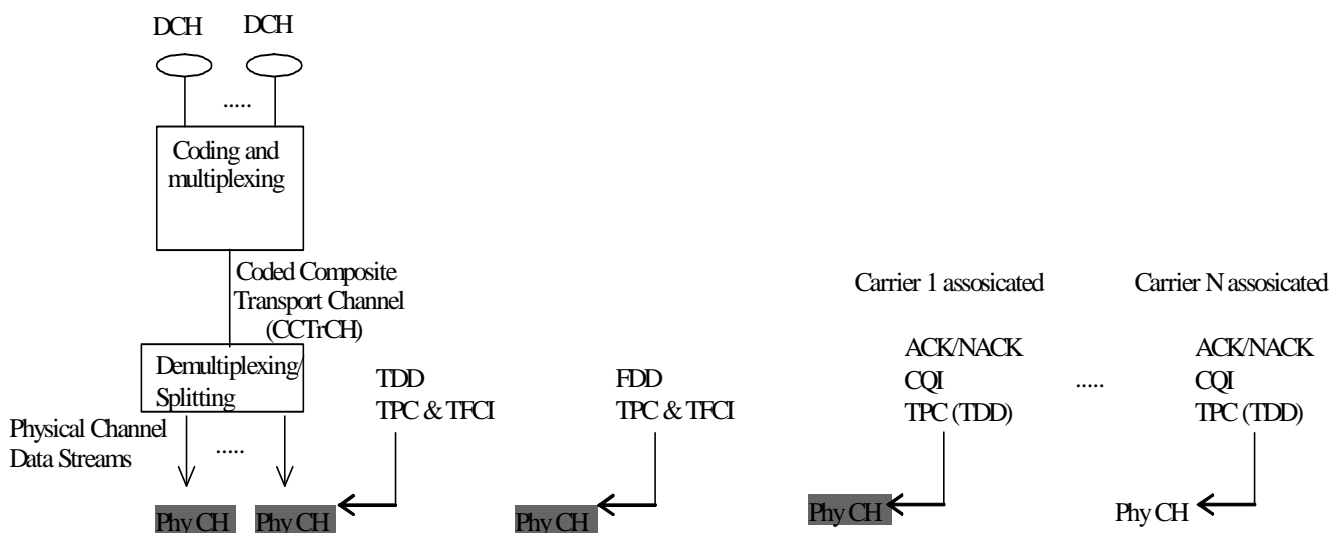 DCH DCH
.....
Coding and
multiplexing
Coded Composite
Transport Channel
(CCTrCH)
Demultiplexing/
Splitting
Physical Channel
Data Streams
.....
TDD
TPC & TFCI
FDD
TPC & TFCI
Carrier 1 assosicated
ACK/NACK
CQI
TPC (TDD)
.....
Carrier N assosicated
ACK/NACK
CQI
TPC (TDD)
Phy CH Phy CH Phy CH Phy CH Phy CH